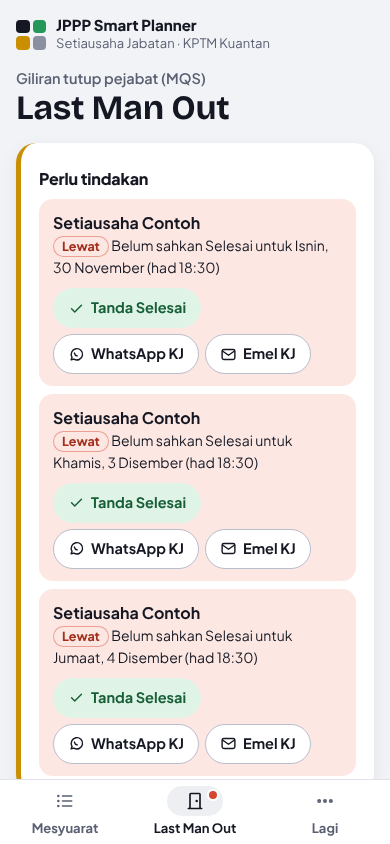 JPPP Smart Planner
Setiausaha Jabatan · KPTM Kuantan
Giliran tutup pejabat (MQS)
Last Man Out
Perlu tindakan
Setiausaha Contoh
Lewat Belum sahkan Selesai untuk Isnin,
30 November (had 18:30)
Tanda Selesai
WhatsApp KJ Emel KJ
Setiausaha Contoh
Lewat Belum sahkan Selesai untuk
Khamis, 3 Disember (had 18:30)
Tanda Selesai
WhatsApp KJ Emel KJ
Setiausaha Contoh
Lewat Belum sahkan Selesai untuk
Jumaat, 4 Disember (had 18:30)
Tanda Selesai
WhatsApp KJ Emel KJ
Mesyuarat Last Man Out Lagi